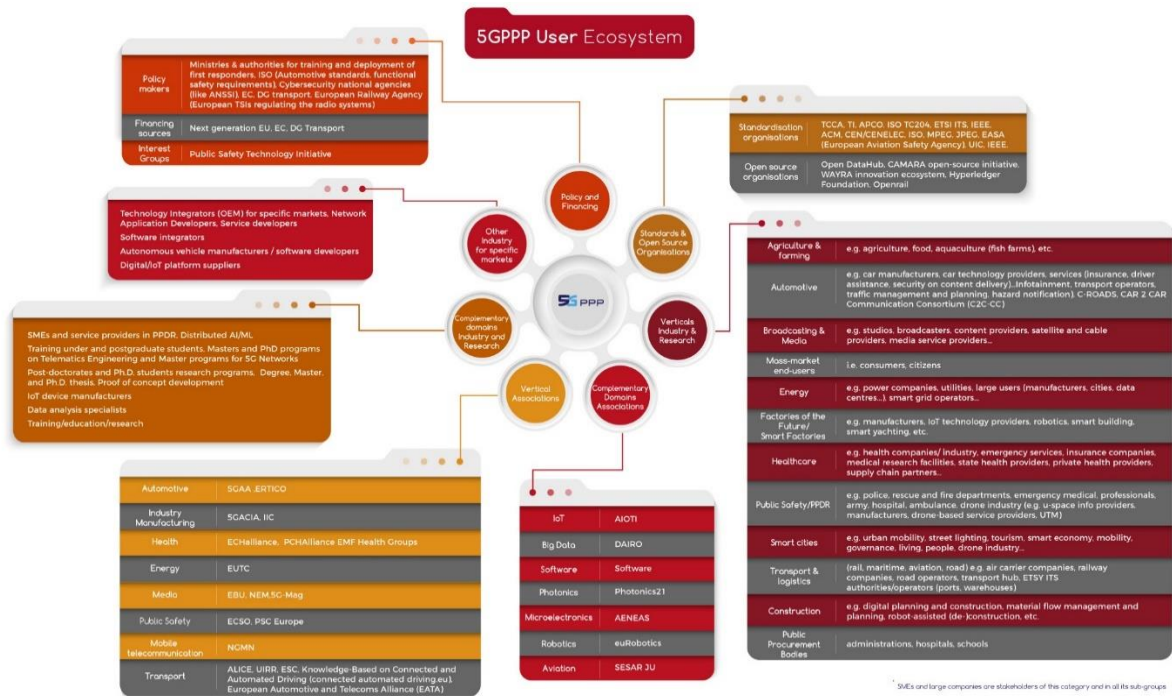 5GPPP User Ecosystem
Policy makers
Ministries & authorities for training and deployment of
first responders, ISO (Automotive standards, functional
safety requirements), Cybersecurity national agencies
(like ANSSI), EC, DG transport, European Railway Agency
(European TSIs regulating the radio systems)
Financing sources
Next generation EU, EC, DG Transport
Interest Groups
Public Safety Technology Initiative
Standardisation organisations
TCCA, TI, APCO, ISO TC204, ETSI ITS, IEEE,
ACM, CEN/CENELEC, ISO, MPEG, JPEG, EASA
(European Aviation Safety Agency), UIC, IEEE,
Open source organisations
Open DataHub, CAMARA open-source initiative,
WAYRA innovation ecosystem, Hyperledger
Foundation, Openrail
Technology Integrators (OEM) for specific markets, Network
Application Developers, Service developers
Software integrators
Autonomous vehicle manufacturers / software developers
Digital/IoT platform suppliers
SMEs and service providers in PPDR, Distributed AI/ML
Training under and postgraduate students, Masters and PhD programs
on Telematics Engineering and Master programs for 5G Networks
Post-doctorates and Ph.D. students research programs, Degree, Master,
and Ph.D. thesis, Proof of concept development
IoT device manufacturers
Data analysis specialists
Training/education/research
Policy and
Financing
Other
Industry
for specific
markets
Standards &
Open Source
Organisations
5G PPP
Complementary
domains
Industry and
Research
Verticals
Industry &
Research
Vertical
Associations
Complementary
Domains
Associations
Agriculture & farming
e.g. agriculture, food, aquaculture (fish farms), etc.
Automotive
e.g. car manufacturers, car technology providers, services (insurance, driver
assistance, security on content delivery)...Infotainment, transport operators,
traffic management and planning, hazard notification), C-ROADS, CAR 2 CAR
Communication Consortium (C2C-CC)
Broadcasting & Media
e.g. studios, broadcasters, content providers, satellite and cable
providers, media service providers...
Mass-market end-users
i.e. consumers, citizens
Energy
e.g. power companies, utilities, large users (manufacturers, cities, data
centres...), smart grid operators...
Factories of the Future/ Smart Factories
e.g. manufacturers, IoT technology providers, robotics, smart building,
smart yachting, etc.
Healthcare
e.g. health companies/ industry, emergency services, insurance companies,
medical research facilities, state health providers, private health providers,
supply chain partners...
Public Safety/PPDR
e.g. police, rescue and fire departments, emergency medical, professionals,
army, hospital, ambulance, drone industry (e.g. u-space info providers,
manufacturers, drone-based service providers, UTM)
Smart cities
e.g. urban mobility, street lighting, tourism, smart economy, mobility,
governance, living, people, drone industry...
Transport & logistics
(rail, maritime, aviation, road) e.g. air carrier companies, railway
companies, road operators, transport hub, ETSY ITS
authorities/operators (ports, warehouses)
Construction
e.g. digital planning and construction, material flow management and
planning, robot-assisted (de-)construction, etc.
Public Procurement Bodies
administrations, hospitals, schools
Automotive
5GAA ,ERTICO
Industry Manufacturing
5GACIA, IIC
Health
ECHalliance, PCHAlliance EMF Health Groups
Energy
EUTC
Media
EBU, NEM,5G-Mag
Public Safety
ECSO, PSC Europe
Mobile telecommunication
NGMN
Transport
ALICE, UIRR, ESC, Knowledge-Based on Connected and
Automated Driving (connected automated driving.eu),
European Automotive and Telecoms Alliance (EATA)
IoT
AIOTI
Big Data
DAIRO
Software
Software
Photonics
Photonics21
Microelectronics
AENEAS
Robotics
euRobotics
Aviation
SESAR JU
* SMEs and large companies are stakeholders of this category and in all its sub-groups